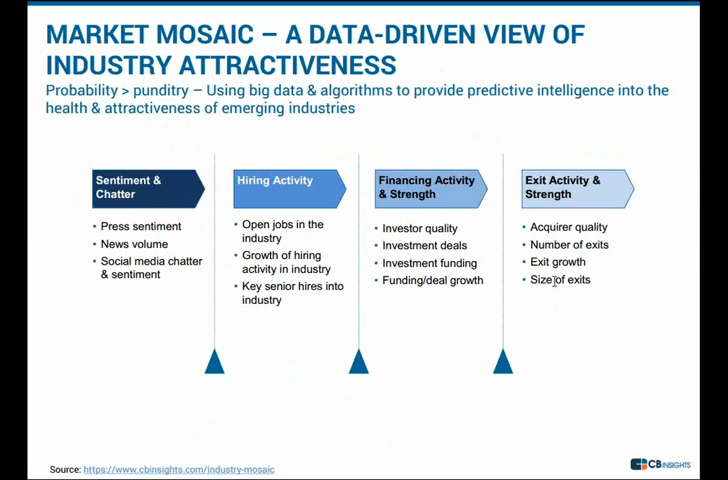 MARKET MOSAIC – A DATA-DRIVEN VIEW OF
INDUSTRY ATTRACTIVENESS
Probability > punditry – Using big data & algorithms to provide predictive intelligence into the
health & attractiveness of emerging industries
Sentiment &
Chatter
• Press sentiment
• News volume
• Social media chatter
& sentiment
Hiring Activity
• Open jobs in the
industry
• Growth of hiring
activity in industry
• Key senior hires into
industry
Financing Activity
& Strength
• Investor quality
• Investment deals
• Investment funding
• Funding/deal growth
Exit Activity &
Strength
• Acquirer quality
• Number of exits
• Exit growth
• Size of exits
Source: https://www.cbinsights.com/industry-mosaic
CBINSIGHTS